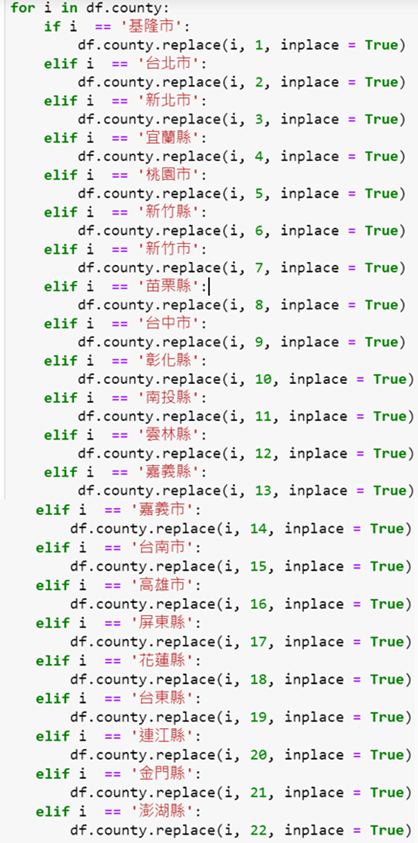 for i in df.county:
    if i  == '基隆市':
        df.county.replace(i, 1, inplace = True)
    elif i  == '台北市':
        df.county.replace(i, 2, inplace = True)
    elif i  == '新北市':
        df.county.replace(i, 3, inplace = True)
    elif i  == '宜蘭縣':
        df.county.replace(i, 4, inplace = True)
    elif i  == '桃園市':
        df.county.replace(i, 5, inplace = True)
    elif i  == '新竹縣':
        df.county.replace(i, 6, inplace = True)
    elif i  == '新竹市':
        df.county.replace(i, 7, inplace = True)
    elif i  == '苗栗縣':
        df.county.replace(i, 8, inplace = True)
    elif i  == '台中市':
        df.county.replace(i, 9, inplace = True)
    elif i  == '彰化縣':
        df.county.replace(i, 10, inplace = True)
    elif i  == '南投縣':
        df.county.replace(i, 11, inplace = True)
    elif i  == '雲林縣':
        df.county.replace(i, 12, inplace = True)
    elif i  == '嘉義縣':
        df.county.replace(i, 13, inplace = True)
    elif i  == '嘉義市':
        df.county.replace(i, 14, inplace = True)
    elif i  == '台南市':
        df.county.replace(i, 15, inplace = True)
    elif i  == '高雄市':
        df.county.replace(i, 16, inplace = True)
    elif i  == '屏東縣':
        df.county.replace(i, 17, inplace = True)
    elif i  == '花蓮縣':
        df.county.replace(i, 18, inplace = True)
    elif i  == '台東縣':
        df.county.replace(i, 19, inplace = True)
    elif i  == '連江縣':
        df.county.replace(i, 20, inplace = True)
    elif i  == '金門縣':
        df.county.replace(i, 21, inplace = True)
    elif i  == '澎湖縣':
        df.county.replace(i, 22, inplace = True)